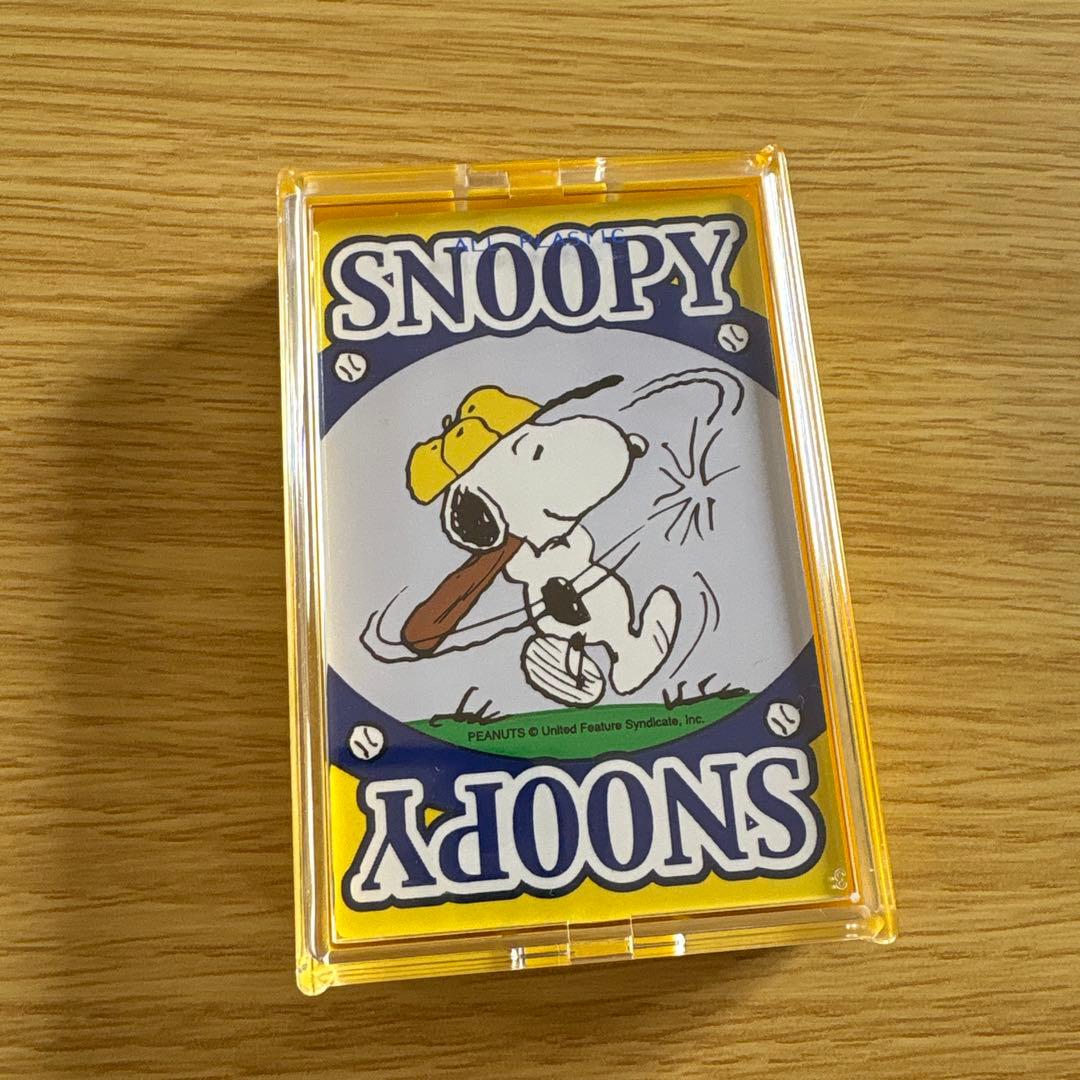 ALL PLASTIC
SNOOPY
PEANUTS © United Feature Syndicate, Inc.
SNOOPY